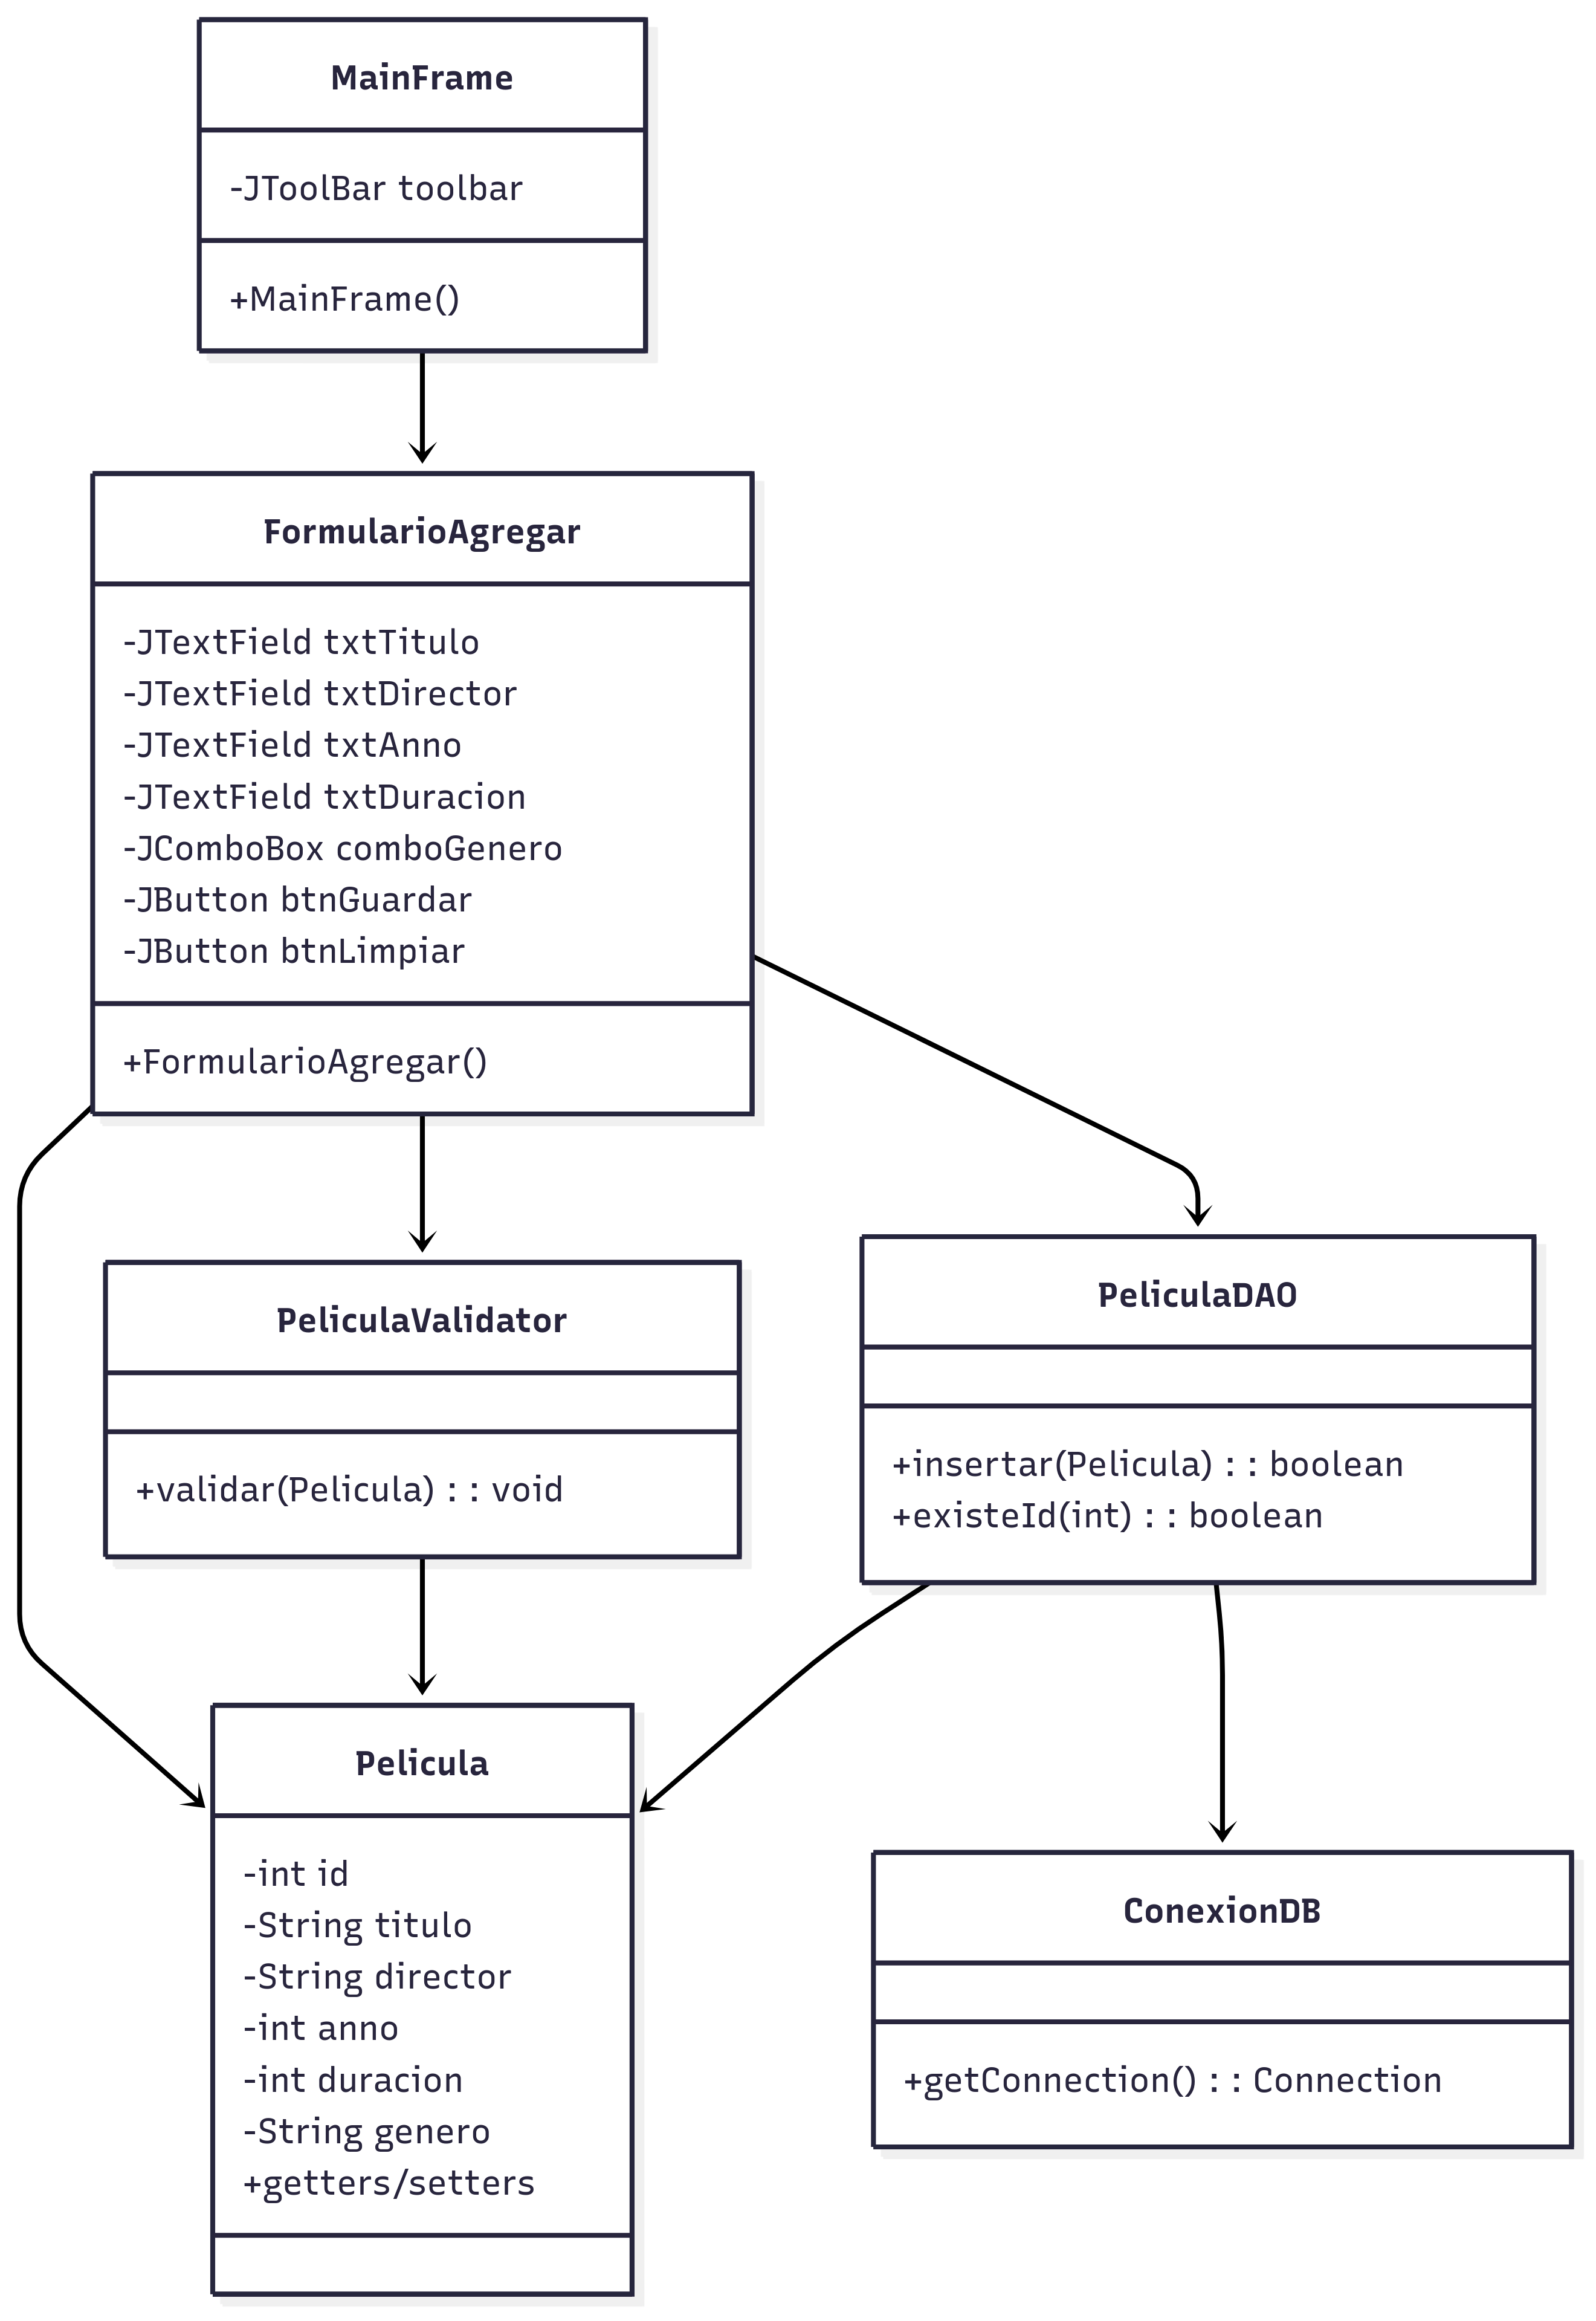 MainFrame
-JToolBar toolbar
+MainFrame()
FormularioAgregar
-JTextField txtTitulo
-JTextField txtDirector
-JTextField txtAnno
-JTextField txtDuracion
-JComboBox comboGenero
-JButton btnGuardar
-JButton btnLimpiar
+FormularioAgregar()
PeliculaValidator
+validar(Pelicula) : : void
PeliculaDAO
+insertar(Pelicula) : : boolean
+existeId(int) : : boolean
Pelicula
-int id
-String titulo
-String director
-int anno
-int duracion
-String genero
+getters/setters
ConexionDB
+getConnection() : : Connection